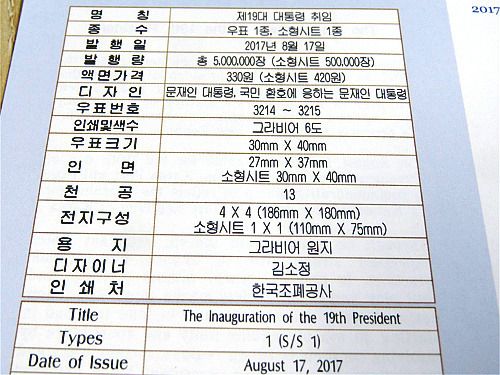 2017
명 칭 제19대 대통령 취임
종 수 우표 1종, 소형시트 1종
발 행 일 2017년 8월 17일
발 행 량 총 5,000,000장 (소형시트 500,000장)
액면가격 330원 (소형시트 420원)
디 자 인 문재인 대통령, 국민 환호에 응하는 문재인 대통령
우표번호 3214 ~ 3215
인쇄및색수 그라비어 6도
우표크기 30mm X 40mm
인 면 27mm X 37mm
소형시트 30mm X 40mm
천 공 13
전지구성 4 X 4 (186mm X 180mm)
소형시트 1 X 1 (110mm X 75mm)
용 지 그라비어 원지
디자이너 김소정
인 쇄 처 한국조폐공사
Title The Inauguration of the 19th President
Types 1 (S/S 1)
Date of Issue August 17, 2017